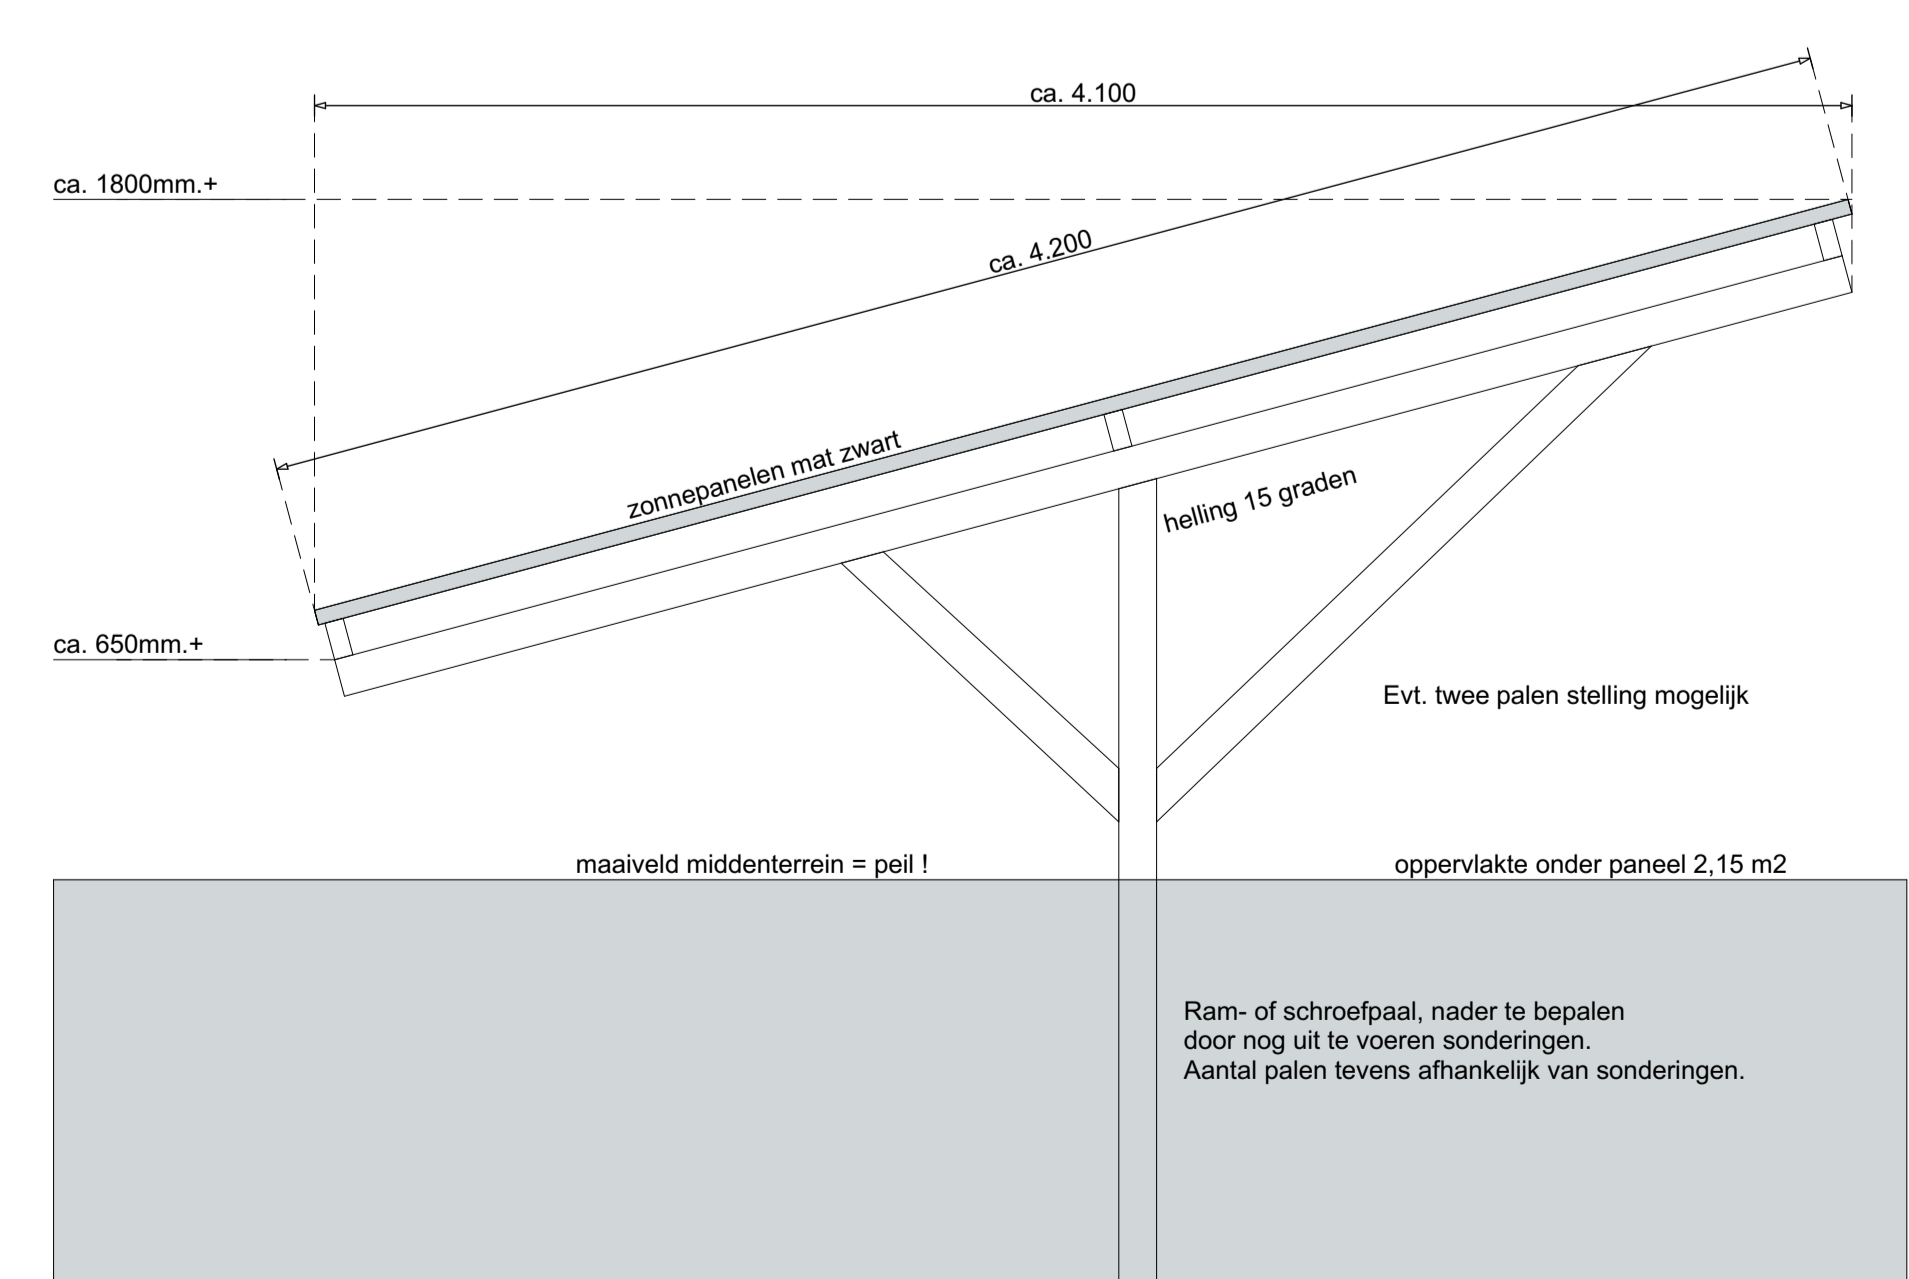 ca. 4.100
ca. 1800mm.+
ca. 4.200
zonnepanelen mat zwart
helling 15 graden
ca. 650mm.+
Evt. twee palen stelling mogelijk
maaiveld middenterrein = peil !
oppervlakte onder paneel 2,15 m2
Ram- of schroefpaal, nader te bepalen
door nog uit te voeren sonderingen.
Aantal palen tevens afhankelijk van sonderingen.